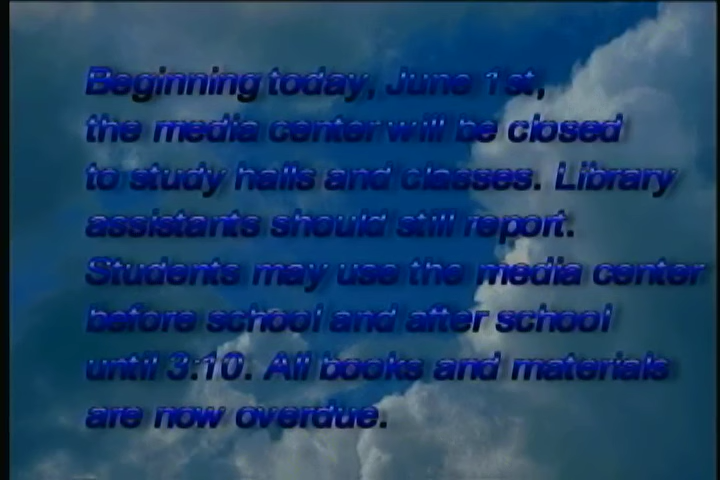 Beginning today, June 1st,
the media center will be closed
to study halls and classes. Library
assistants should still report.
Students may use the media center
before school and after school
until 3:10. All books and materials
are now overdue.